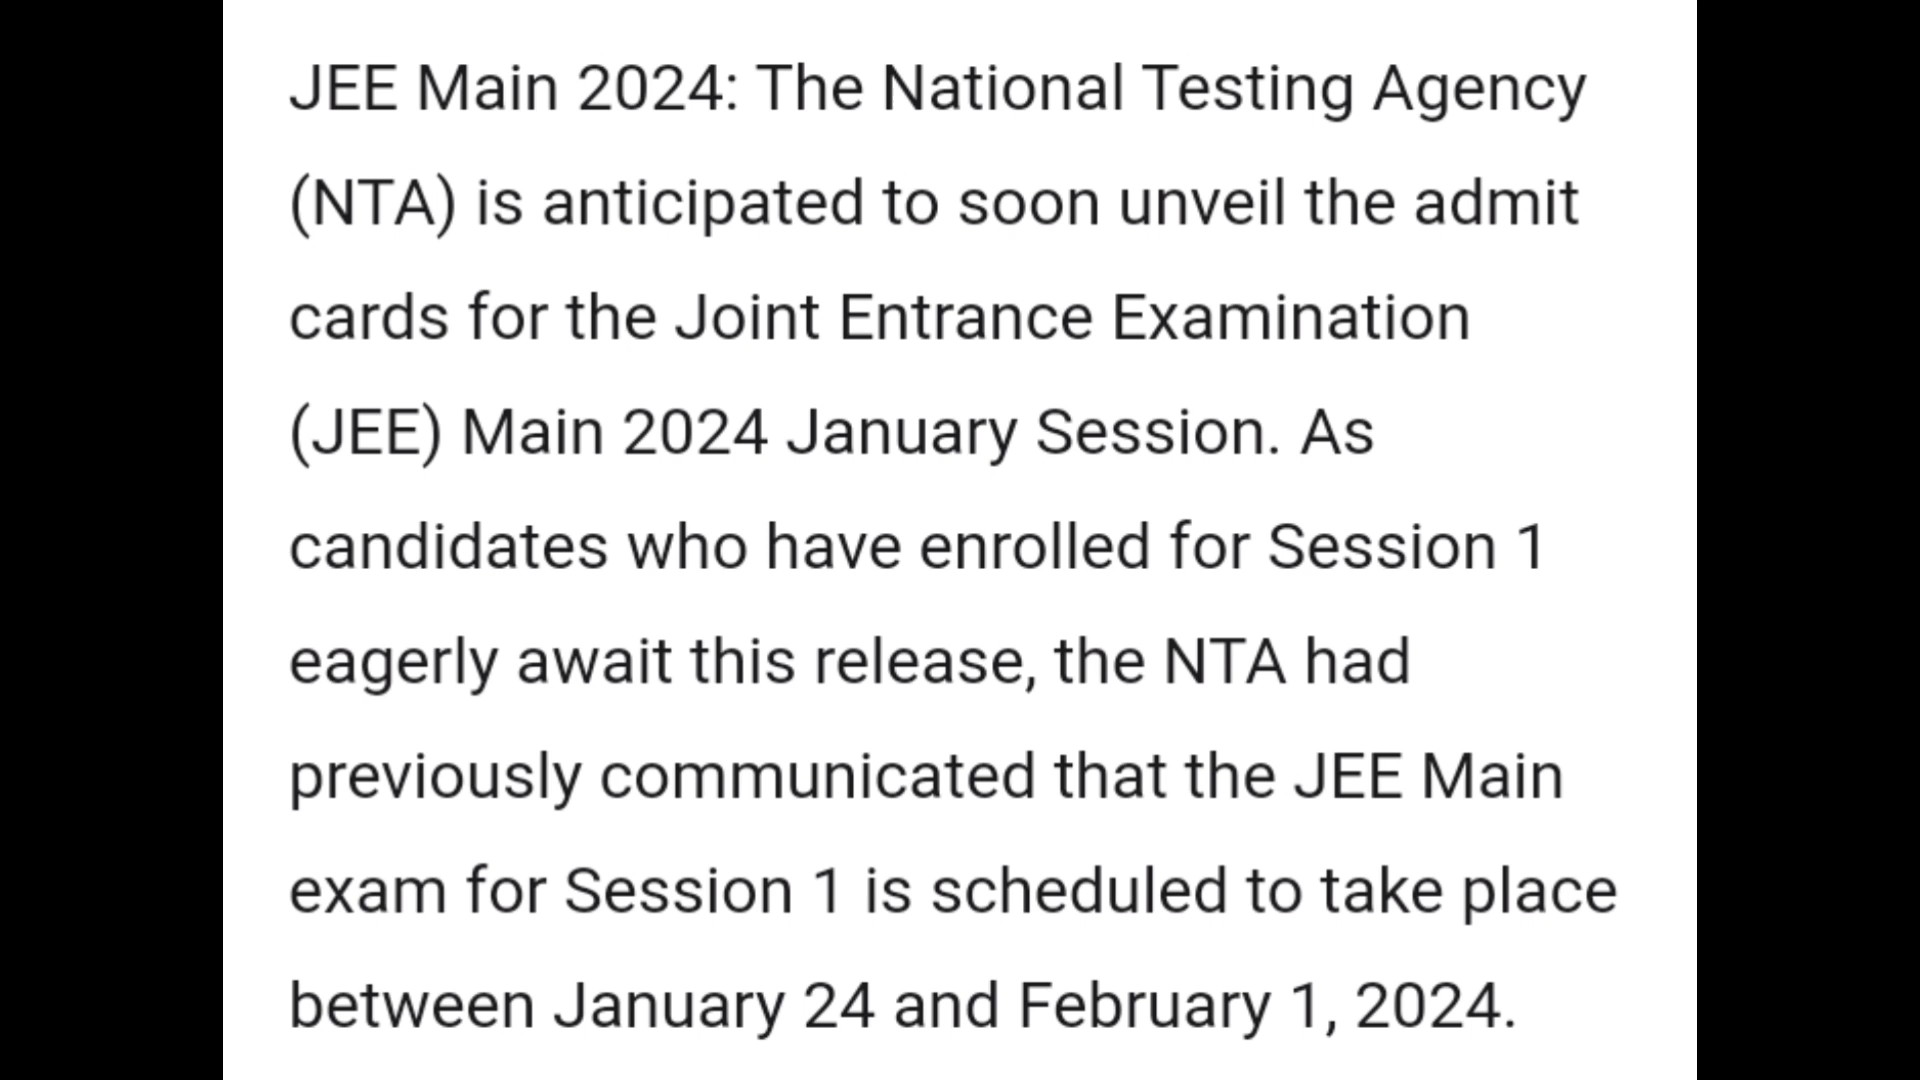 JEE Main 2024: The National Testing Agency
(NTA) is anticipated to soon unveil the admit
cards for the Joint Entrance Examination
(JEE) Main 2024 January Session. As
candidates who have enrolled for Session 1
eagerly await this release, the NTA had
previously communicated that the JEE Main
exam for Session 1 is scheduled to take place
between January 24 and February 1, 2024.